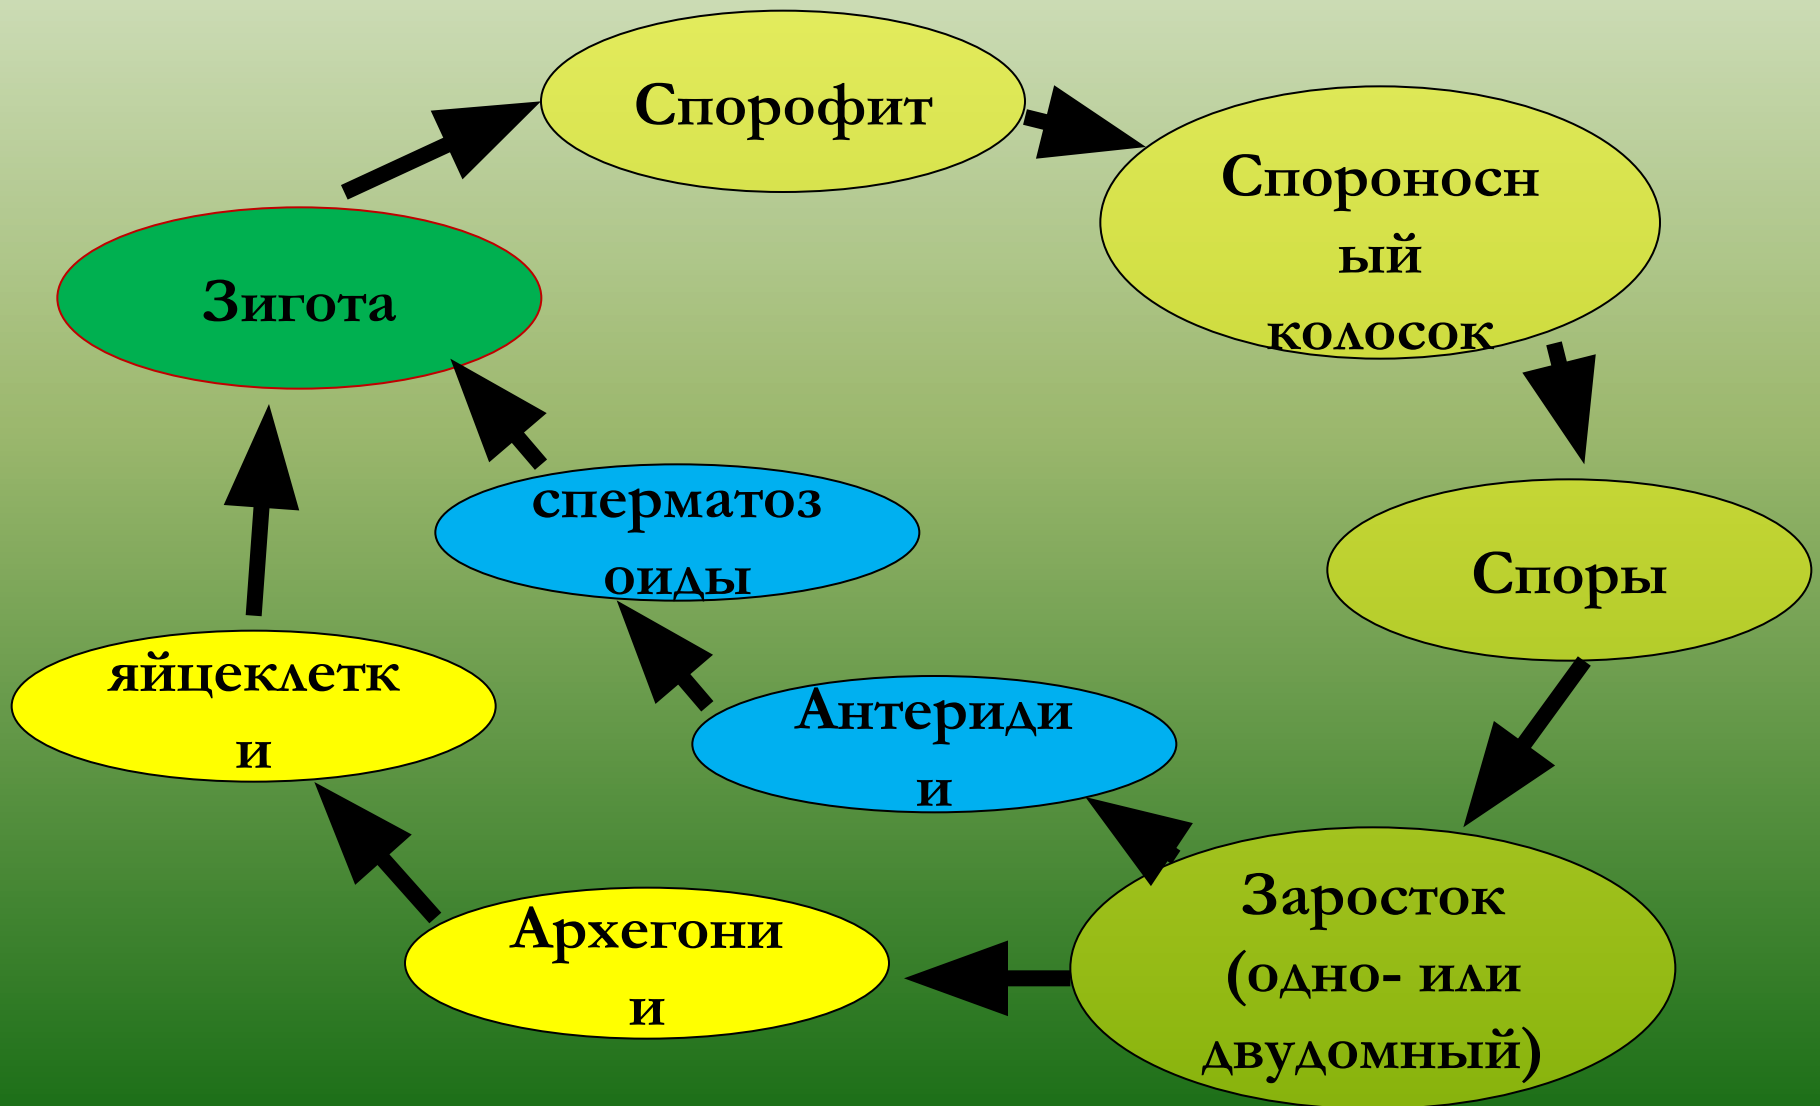 Спорофит
Спороносн
ый
колосок
Зигота
сперматоз
оиды
Споры
яйцеклетк
и
Антериди
и
Заросток
(одно- или
двудомный)
Архегони
и